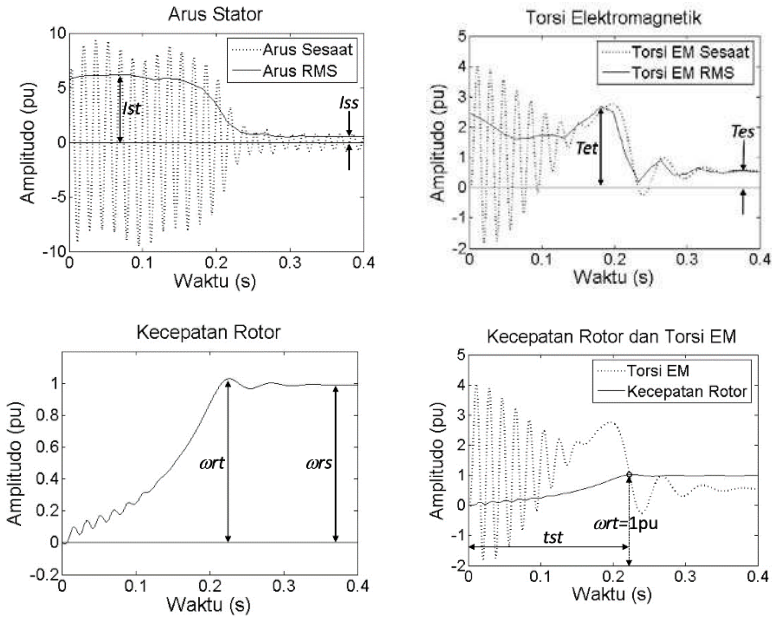 Arus Stator
10
5
0
-5
-10
Amplitudo (pu)
Arus Sesaat
Arus RMS
Ist
Iss
0 0.1 0.2 0.3 0.4
Waktu (s)
Torsi Elektromagnetik
5
4
3
2
1
0
-1
-2
Amplitudo (pu)
Torsi EM Sesaat
Torsi EM RMS
Tet
Tes
0 0.1 0.2 0.3 0.4
Waktu (s)
Kecepatan Rotor
1
0.8
0.6
0.4
0.2
0
-0.2
Amplitudo (pu)
ωrt
ωrs
0 0.1 0.2 0.3 0.4
Waktu (s)
Kecepatan Rotor dan Torsi EM
5
4
3
2
1
0
-1
-2
Amplitudo (pu)
Torsi EM
Kecepatan Rotor
tst
ωrt=1pu
0 0.1 0.2 0.3 0.4
Waktu (s)